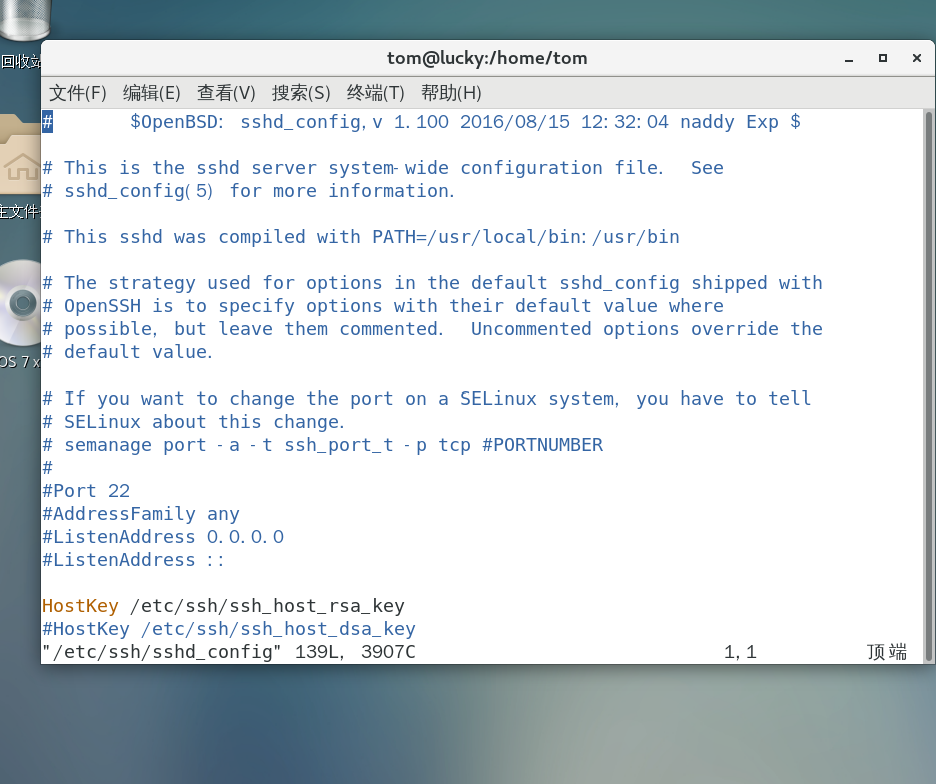 回收站
主文件
OS 7 x
tom@lucky:/home/tom
文件(F) 编辑(E) 查看(V) 搜索(S) 终端(T) 帮助(H)
#       $OpenBSD: sshd_config,v 1.100 2016/08/15 12:32:04 naddy Exp $
# This is the sshd server system-wide configuration file.  See
# sshd_config(5) for more information.
# This sshd was compiled with PATH=/usr/local/bin:/usr/bin
# The strategy used for options in the default sshd_config shipped with
# OpenSSH is to specify options with their default value where
# possible, but leave them commented.  Uncommented options override the
# default value.
# If you want to change the port on a SELinux system, you have to tell
# SELinux about this change.
# semanage port -a -t ssh_port_t -p tcp #PORTNUMBER
#
#Port 22
#AddressFamily any
#ListenAddress 0.0.0.0
#ListenAddress ::
HostKey /etc/ssh/ssh_host_rsa_key
#HostKey /etc/ssh/ssh_host_dsa_key
"/etc/ssh/sshd_config" 139L, 3907C 1,1 顶端